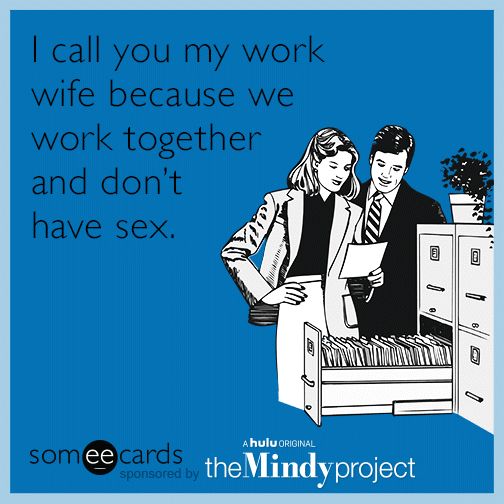 I call you my work
wife because we
work together
and don't
have sex.
someecards
sponsored by
A hulu ORIGINAL
theMindyproject